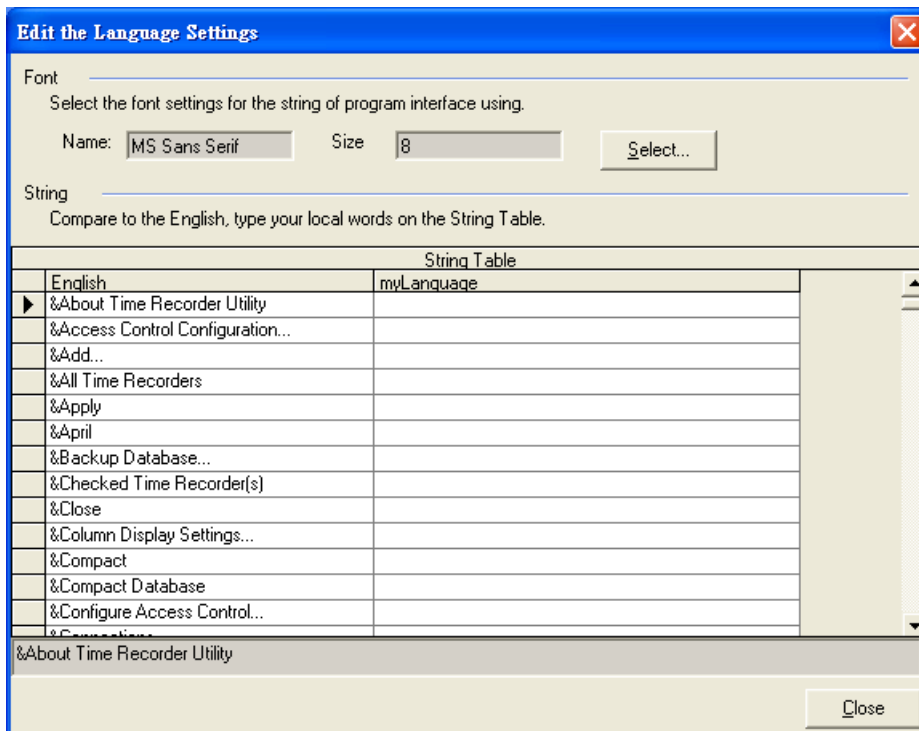 Edit the Language Settings
Font
Select the font settings for the string of program interface using.
Name: MS Sans Serif Size 8 Select...
String
Compare to the English, type your local words on the String Table.
String Table
English myLanguage
&About Time Recorder Utility
&Access Control Configuration...
&Add...
&All Time Recorders
&Apply
&April
&Backup Database...
&Checked Time Recorder(s)
&Close
&Column Display Settings...
&Compact
&Compact Database
&Configure Access Control...
&About Time Recorder Utility
Close